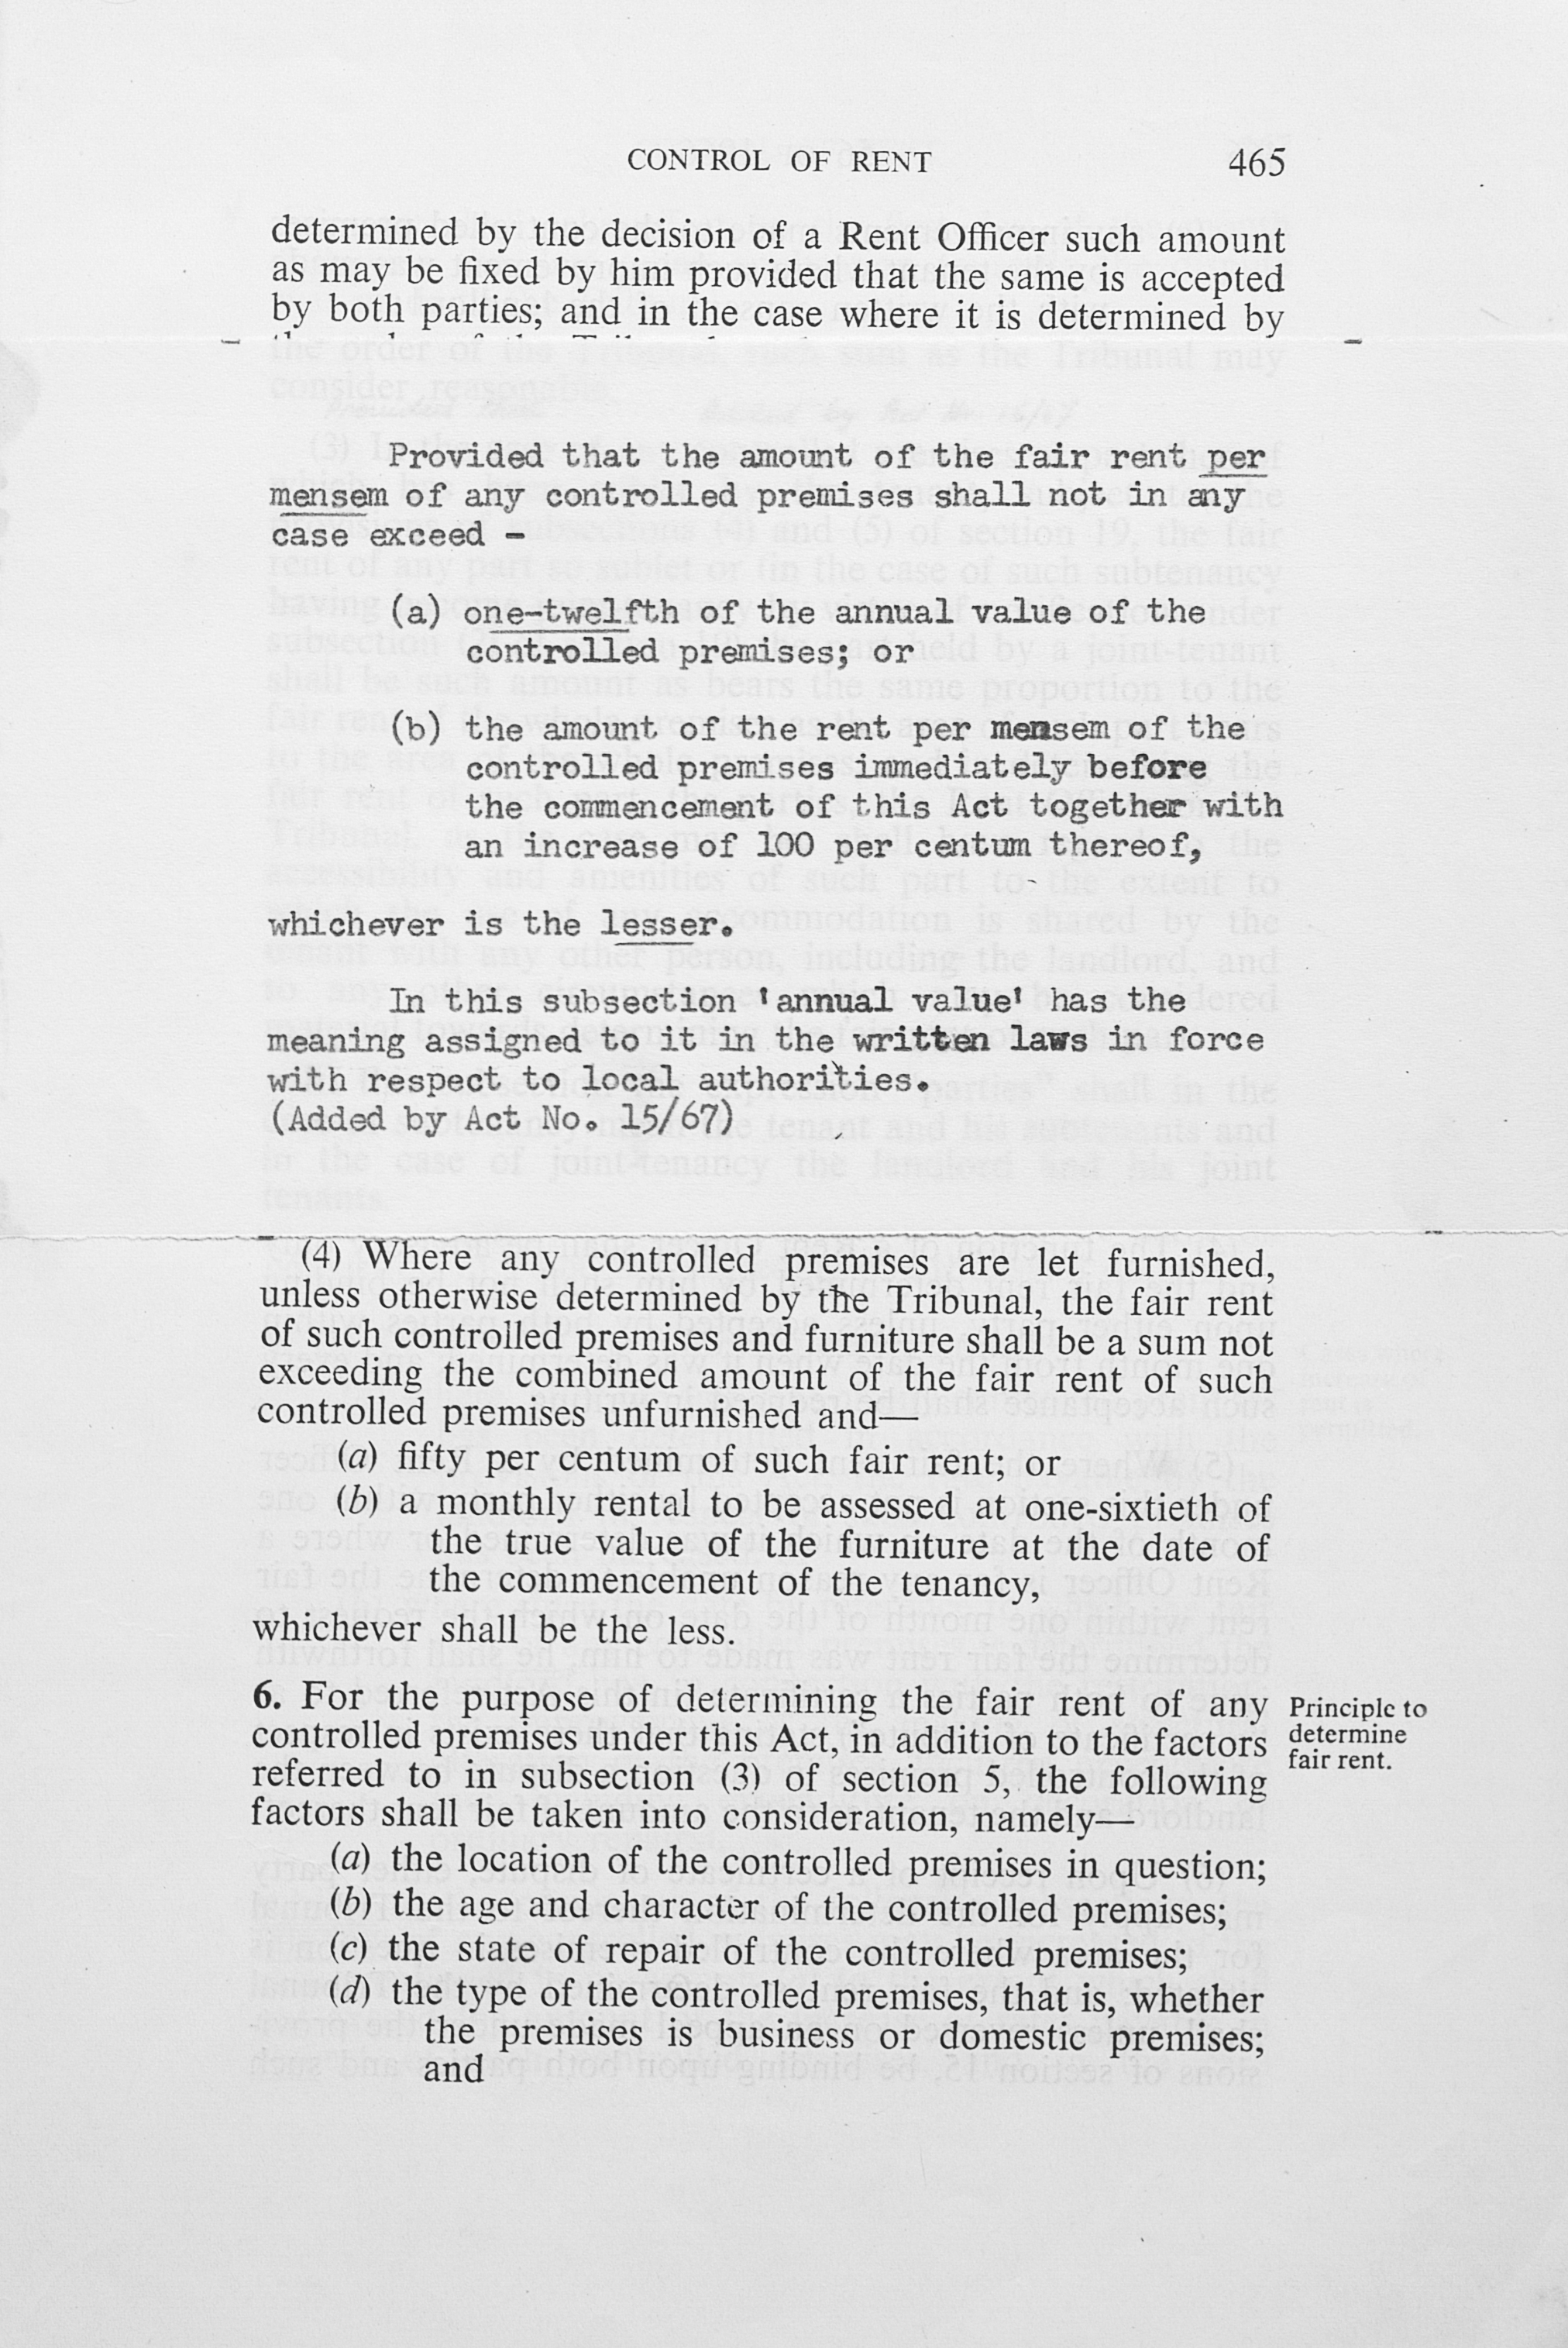 CONTROL OF RENT 465
determined by the decision of a Rent Officer such amount
as may be fixed by him provided that the same is accepted
by both parties; and in the case where it is determined by
the order of the Tribunal such sum as the Tribunal may
consider reasonable
Provided that the amount of the fair rent per
mensem of any controlled premises shall not in any
case exceed -
(a) one-twelfth of the annual value of the
controlled premises; or
(b) the amount of the rent per mensem of the
controlled premises immediately before
the commencement of this Act together with
an increase of 100 per centum thereof,
whichever is the lesser.
In this subsection 'annual value' has the
meaning assigned to it in the written laws in force
with respect to local authorities.
(Added by Act No. 15/67)
(4) Where any controlled premises are let furnished,
unless otherwise determined by the Tribunal, the fair rent
of such controlled premises and furniture shall be a sum not
exceeding the combined amount of the fair rent of such
controlled premises unfurnished and—
(a) fifty per centum of such fair rent; or
(b) a monthly rental to be assessed at one-sixtieth of
the true value of the furniture at the date of
the commencement of the tenancy,
whichever shall be the less.
6. For the purpose of determining the fair rent of any
controlled premises under this Act, in addition to the factors
referred to in subsection (3) of section 5, the following
factors shall be taken into consideration, namely—
Principle to
determine
fair rent.
(a) the location of the controlled premises in question;
(b) the age and character of the controlled premises;
(c) the state of repair of the controlled premises;
(d) the type of the controlled premises, that is, whether
the premises is business or domestic premises;
and